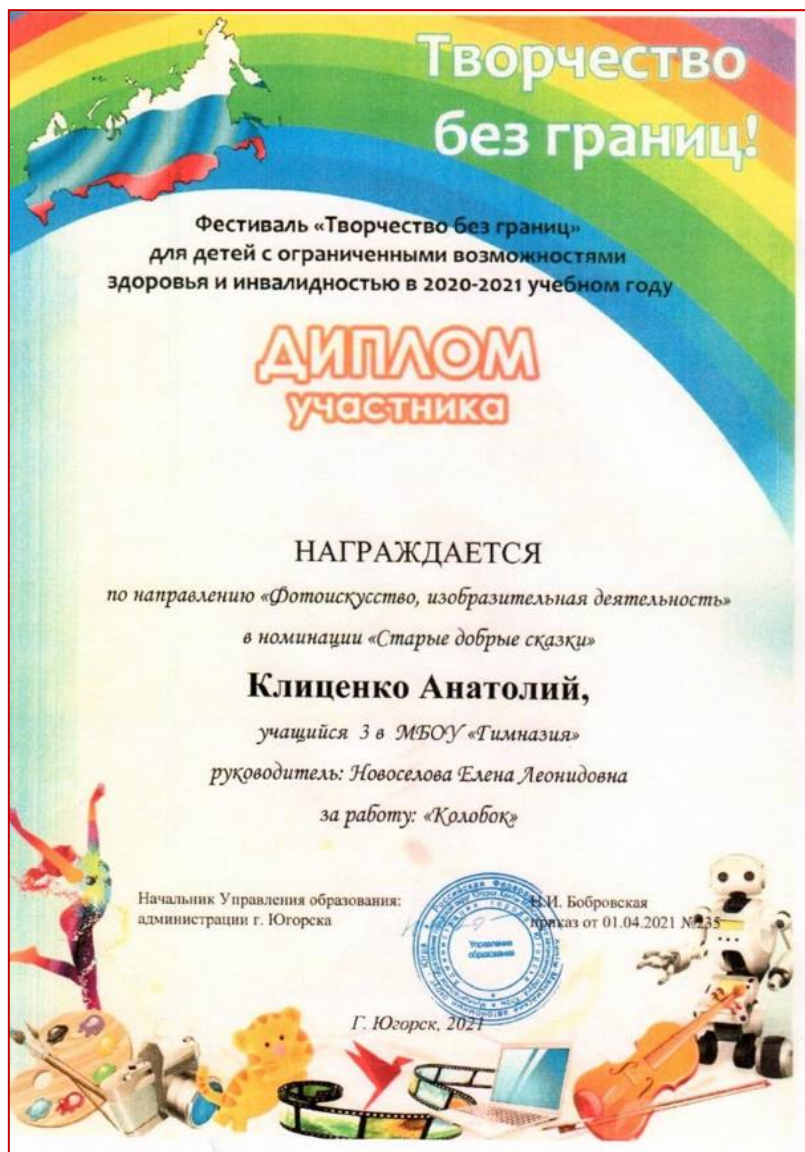 Творчество
без границ!
Фестиваль «Творчество без границ»
для детей с ограниченными возможностями
здоровья и инвалидностью в 2020-2021 учебном году
ДИПЛОМ
участника
НАГРАЖДАЕТСЯ
по направлению «Фотоискусство, изобразительная деятельность»
в номинации «Старые добрые сказки»
Клиценко Анатолий,
учащийся 3 в МБОУ «Гимназия»
руководитель: Новоселова Елена Леонидовна
за работу: «Колобок»
Начальник Управления образования:
администрации г. Югорска
Н.И. Бобровская
приказ от 01.04.2021 №235
Управление
образования
Г. Югорск, 2021